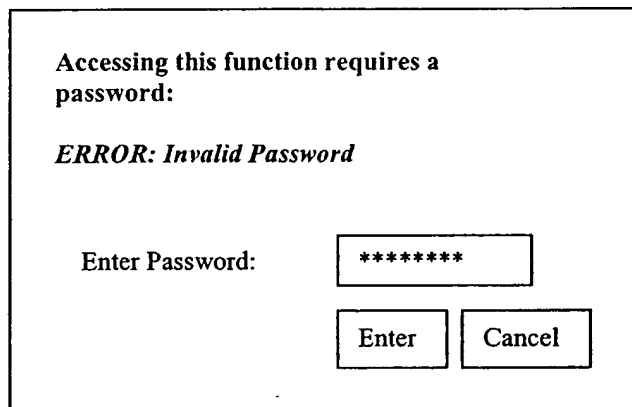 Accessing this function requires a
password:
ERROR: Invalid Password
Enter Password: ********
Enter Cancel